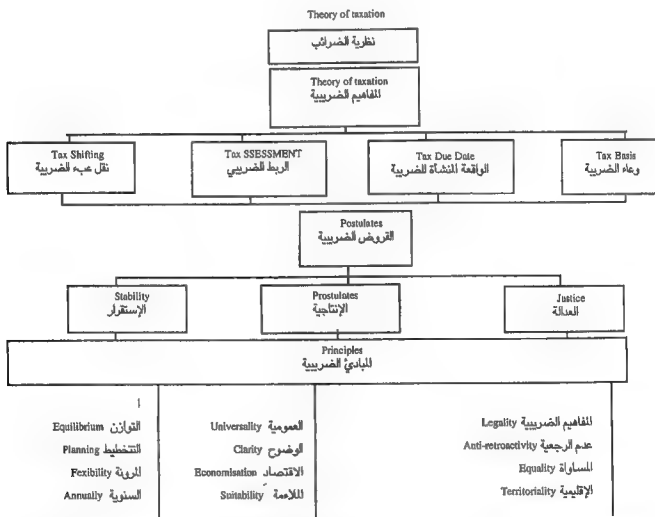 Theory of taxation
نظرية الضرائب
Theory of taxation
المفاهيم الضريبية
Tax Shifting
نقل عبء الضريبة
Tax SSESSMENT
الربط الضريبي
Tax Due Date
الواقعة المنشأة للضريبة
Tax Basis
وعاء الضريبة
Postulates
الفروض الضريبية
Stability
الإستقرار
Prostulates
الإنتاجية
Justice
العدالة
Principles
المبادئ الضريبية
أ
Equilibrium التوازن
Planning التتخطيط
Fexibility المرونة
Annually السنوية
Universality العمومية
Clarity الوضوح
Economisation الاقتصاد
Suitability الملاءمة
Legality المفاهيم الضريبية
Anti-retroactivity عدم الرجعية
Equality المساواة
Territoriality الإقليمية